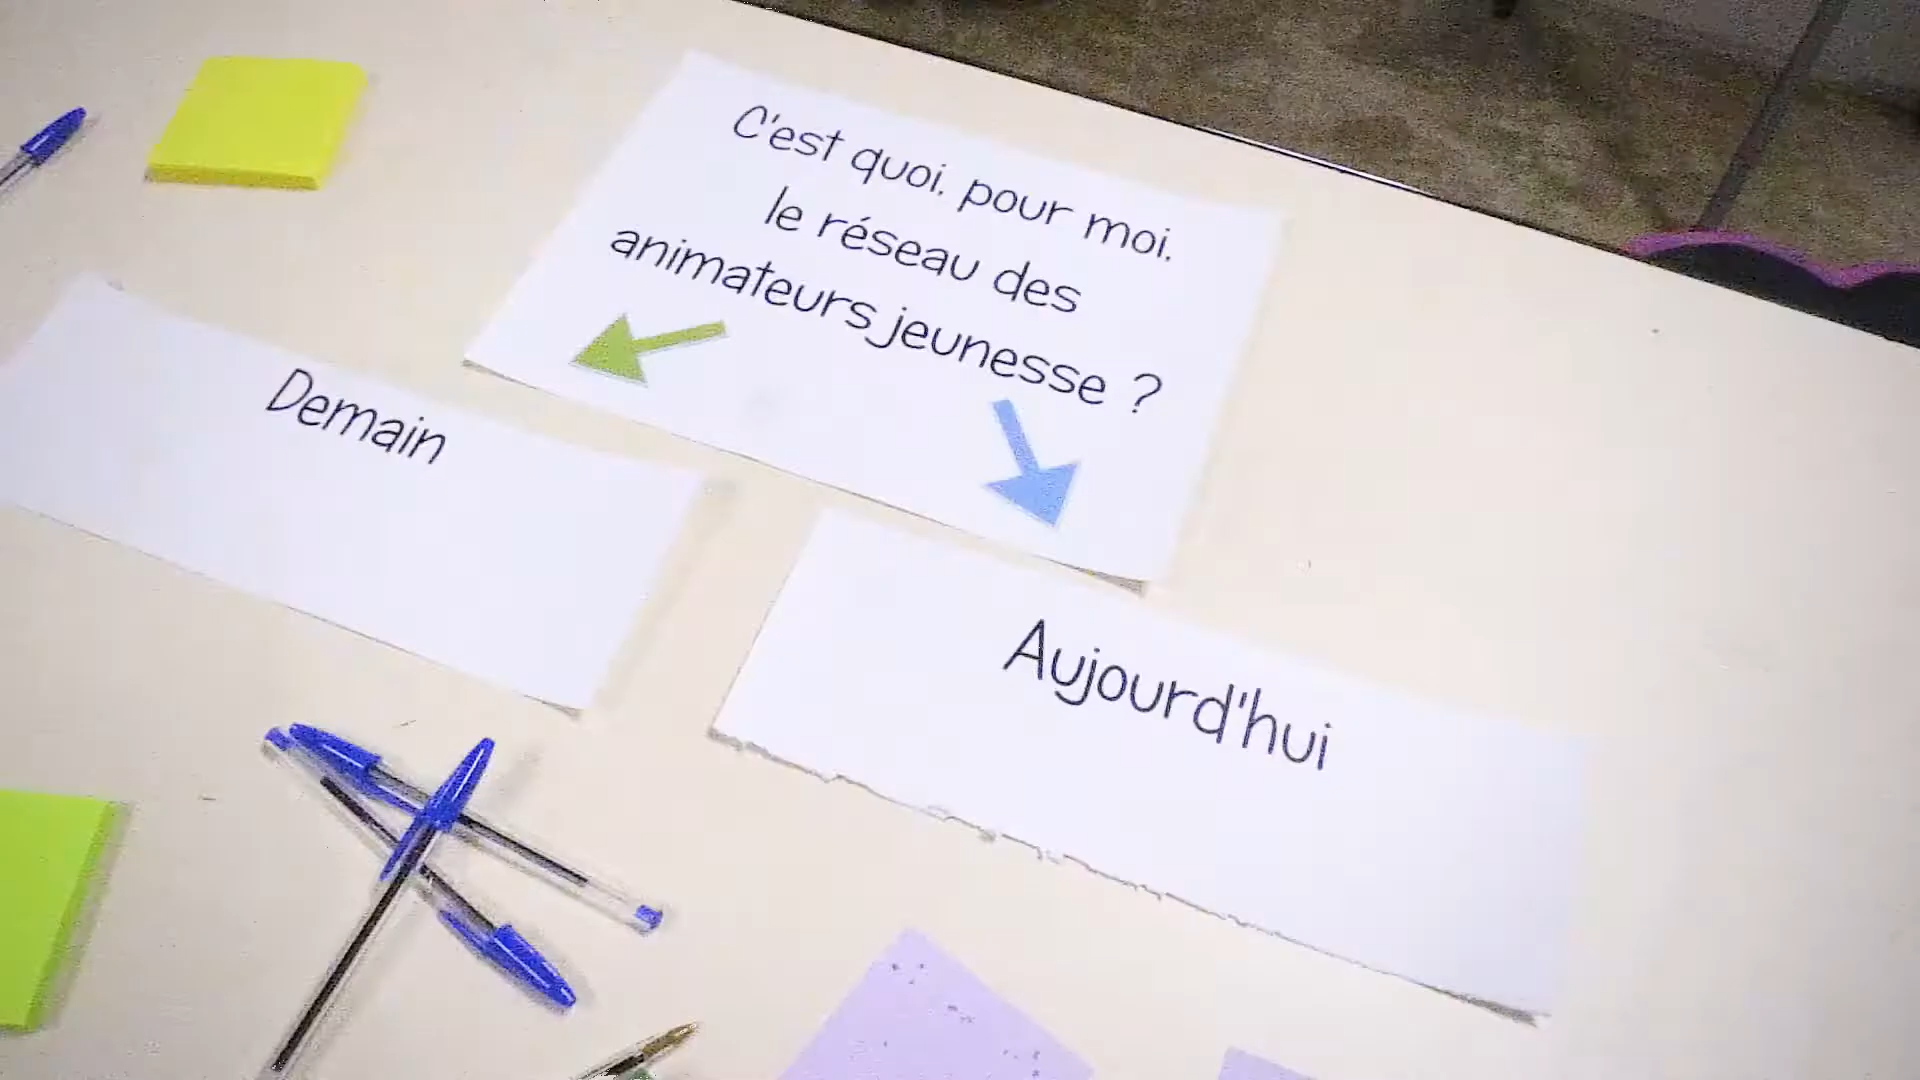 C'est quoi, pour moi,
le réseau des
animateurs jeunesse ?
Demain
Aujourd'hui